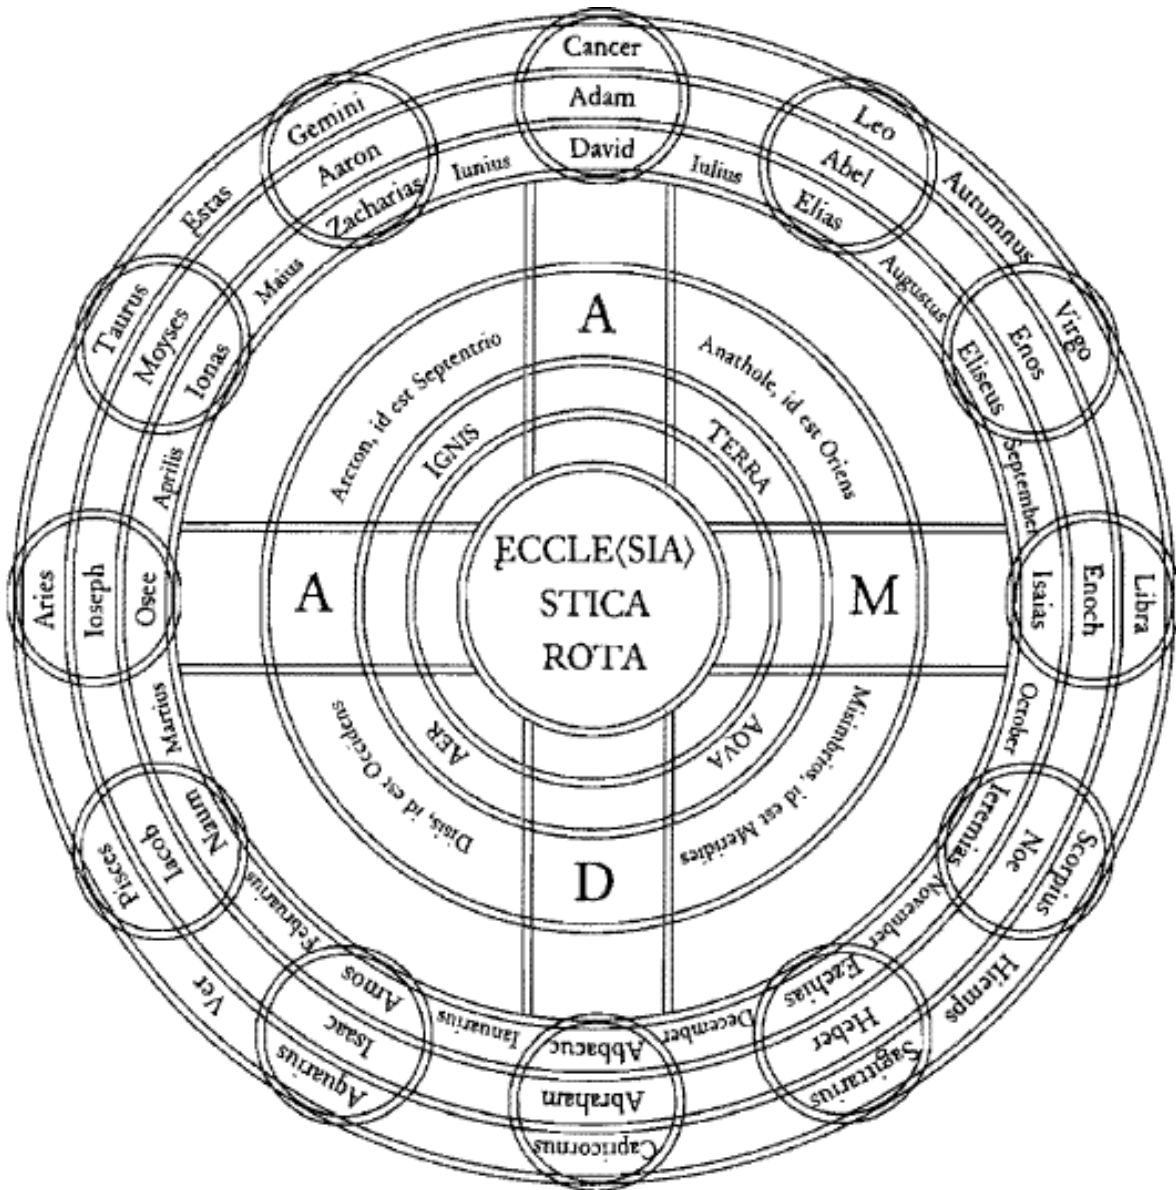 Cancer
Adam
David
Iulius
Leo
Abel
Elias
Autumnus
Augustus
Virgo
Enos
Eliseus
September
Libra
Enoch
Isaias
October
Scorpius
Noe
Ieremias
Hiemps
November
Sagittarius
Heber
Ezchias
December
Capricornus
Abraham
Abbacuc
Ianuarius
Aquarius
Isaac
Amos
Ver
Februarius
Pisces
Iacob
Naum
Marius
Aries
Ioseph
Osee
Aprilis
Taurus
Moyses
Ionas
Estas
Maius
Gemini
Aaron
Zacharias
Iunius
A
Anathole, id est Oriens
M
Misimbrios, id est Meridies
D
Disis, id est Occidens
A
Arcton, id est Septentrio
IGNIS
TERRA
AQVA
AER
ĘCCLE⟨SIA⟩
STICA
ROTA